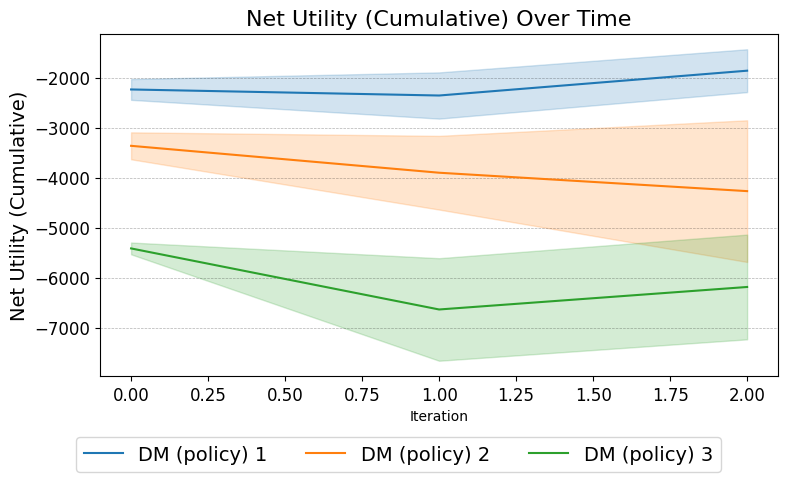 Net Utility (Cumulative) Over Time
Net Utility (Cumulative)
−2000
−3000
−4000
−5000
−6000
−7000
0.00 0.25 0.50 0.75 1.00 1.25 1.50 1.75 2.00
Iteration
DM (policy) 1 DM (policy) 2 DM (policy) 3